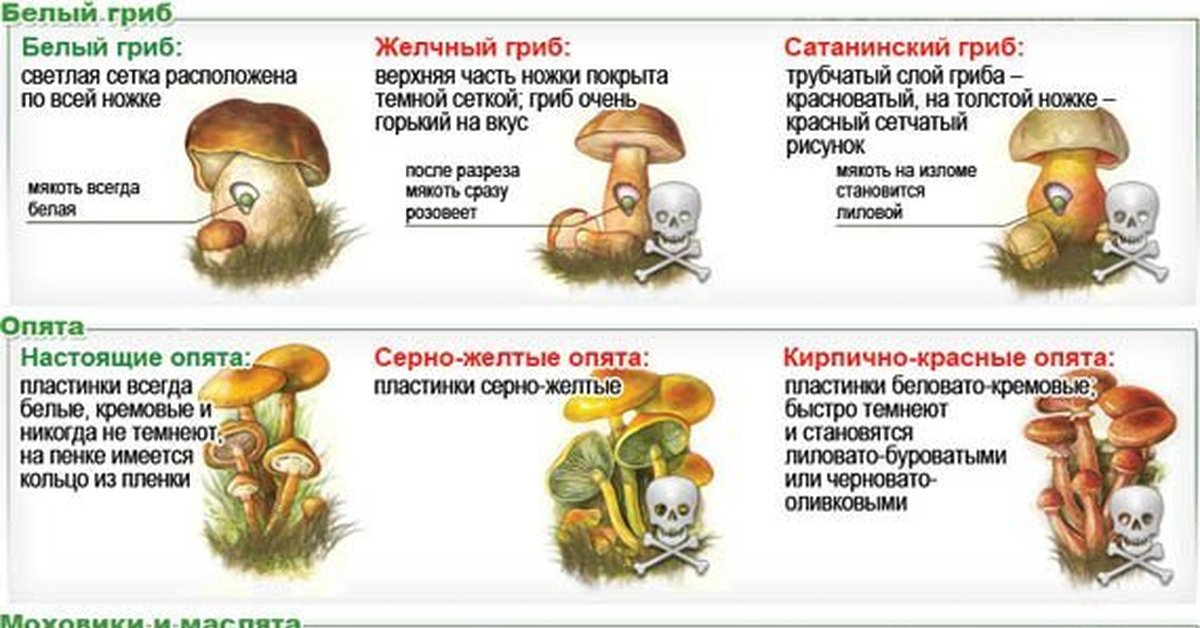 Белый гриб
Белый гриб:
светлая сетка расположена
по всей ножке
мякоть всегда
белая
Желчный гриб:
верхняя часть ножки покрыта
темной сеткой; гриб очень
горький на вкус
после разреза
мякоть сразу
розовеет
Сатанинский гриб:
трубчатый слой гриба –
красноватый, на толстой ножке –
красный сетчатый
рисунок
мякоть на изломе
становится
лиловой
Опята
Настоящие опята:
пластинки всегда
белые, кремовые и
никогда не темнеют,
на пенке имеется
кольцо из пленки
Серно-желтые опята:
пластинки серно-желтые
Кирпично-красные опята:
пластинки беловато-кремовые,
быстро темнеют
и становятся
лиловато-буроватыми
или черновато-
оливковыми
Моховики и маслята